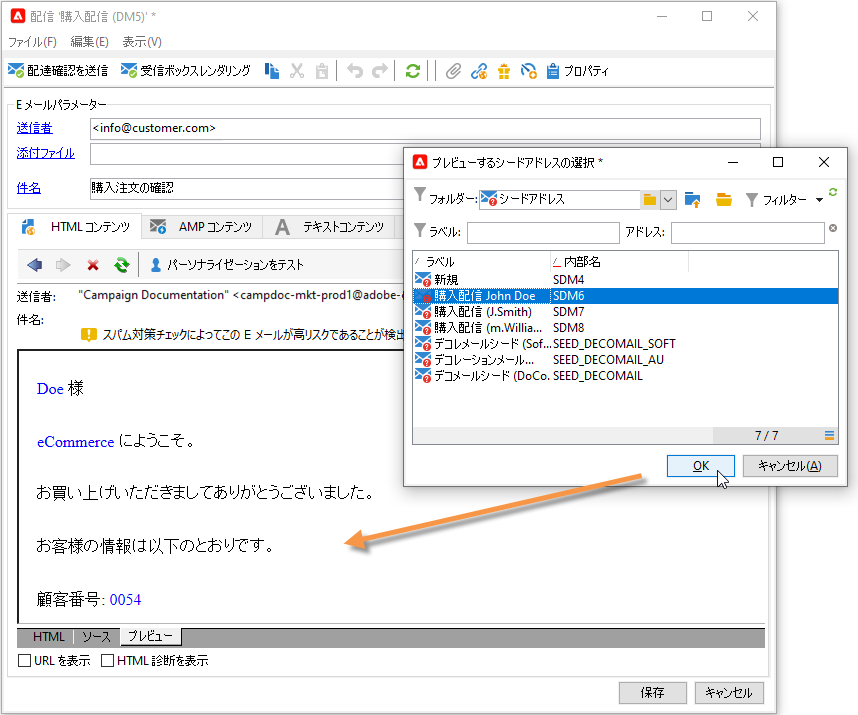 配信 '購入配信 (DM5)' *
ファイル(F) 編集(E) 表示(V)
配達確認を送信 受信ボックスレンダリング プロパティ
Eメールパラメーター
送信者 <info@customer.com>
添付ファイル
件名 購入注文の確認
HTML コンテンツ AMP コンテンツ テキストコンテンツ
パーソナライゼーションをテスト
送信者: "Campaign Documentation" <campdoc-mkt-prod1@adobe-
件名:
スパム対策チェックによってこの E メールが高リスクであることが検出
Doe 様
eCommerce にようこそ。
お買い上げいただきましてありがとうございました。
お客様の情報は以下のとおりです。
顧客番号: 0054
HTML ソース プレビュー
URL を表示 HTML 診断を表示
保存 キャンセル
プレビューするシードアドレスの選択 *
フォルダー: シードアドレス フィルター
ラベル: アドレス:
ラベル 内部名
新規 SDM4
購入配信 John Doe SDM6
購入配信 (J.Smith) SDM7
購入配信 (m.Willia... SDM8
デコレメールシード (Sof... SEED_DECOMAIL_SOFT
デコレーションメール... SEED_DECOMAIL_AU
デコメールシード (DoCo. SEED_DECOMAIL
7 / 7
OK キャンセル(A)